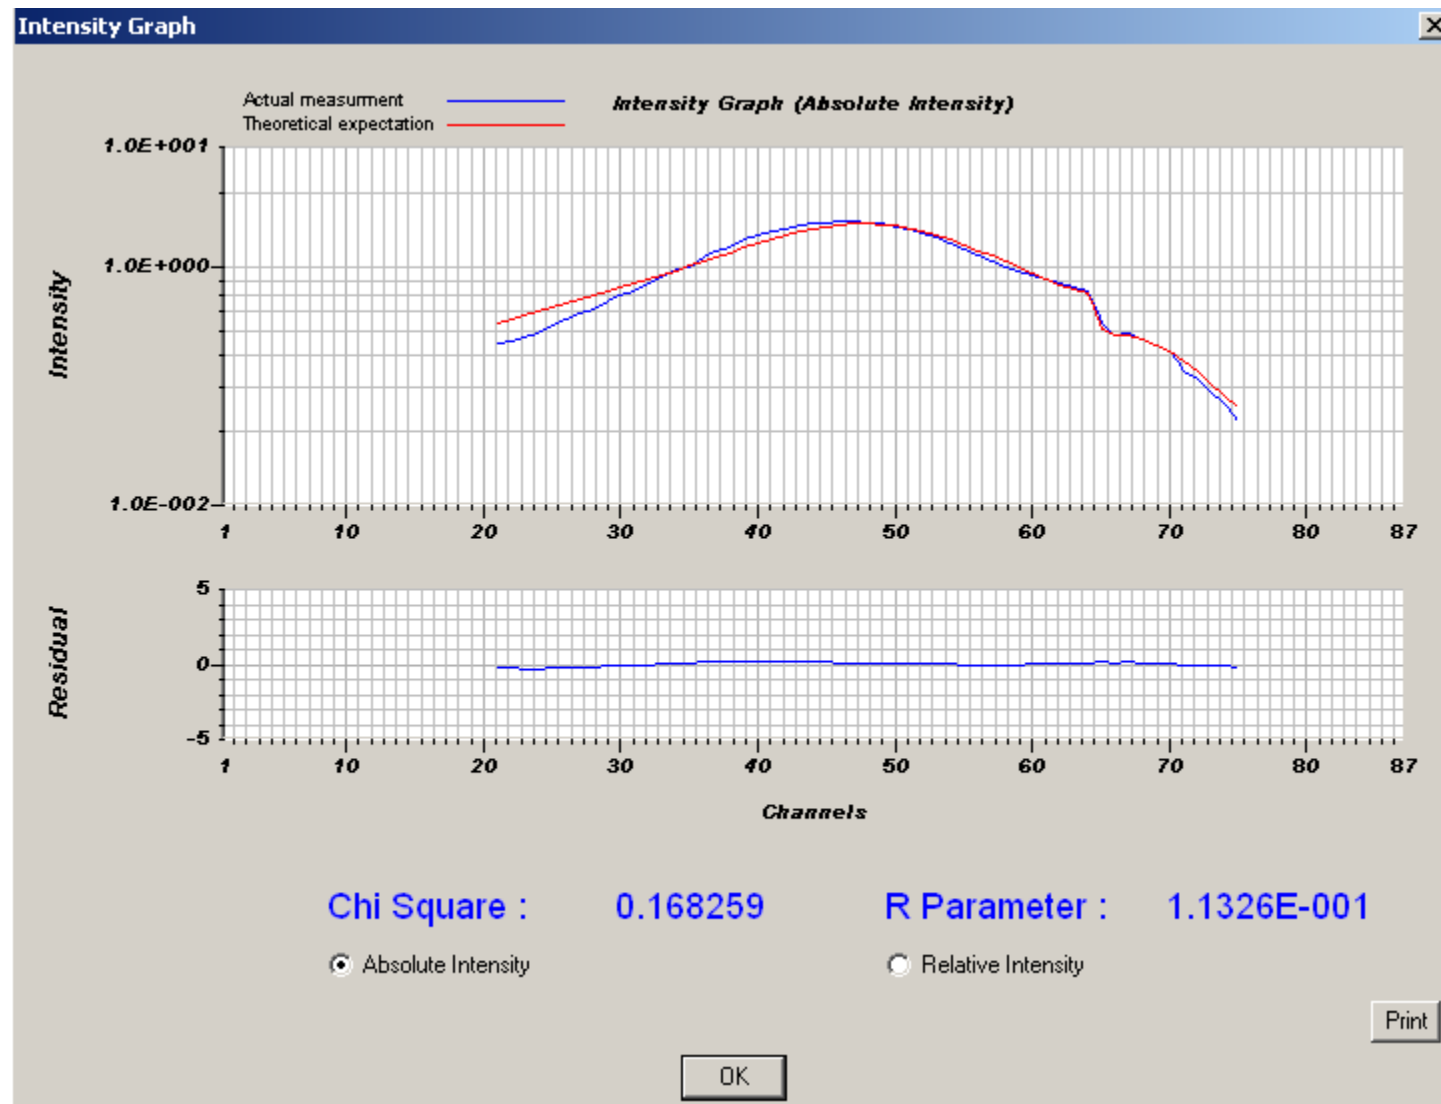 Intensity Graph
Actual measurment
Theoretical expectation
Intensity Graph (Absolute Intensity)
1.0E+001
1.0E+000
1.0E-002
Intensity
1 10 20 30 40 50 60 70 80 87
5
0
-5
Residual
1 10 20 30 40 50 60 70 80 87
Channels
Chi Square : 0.168259 R Parameter : 1.1326E-001
Absolute Intensity Relative Intensity
Print
OK